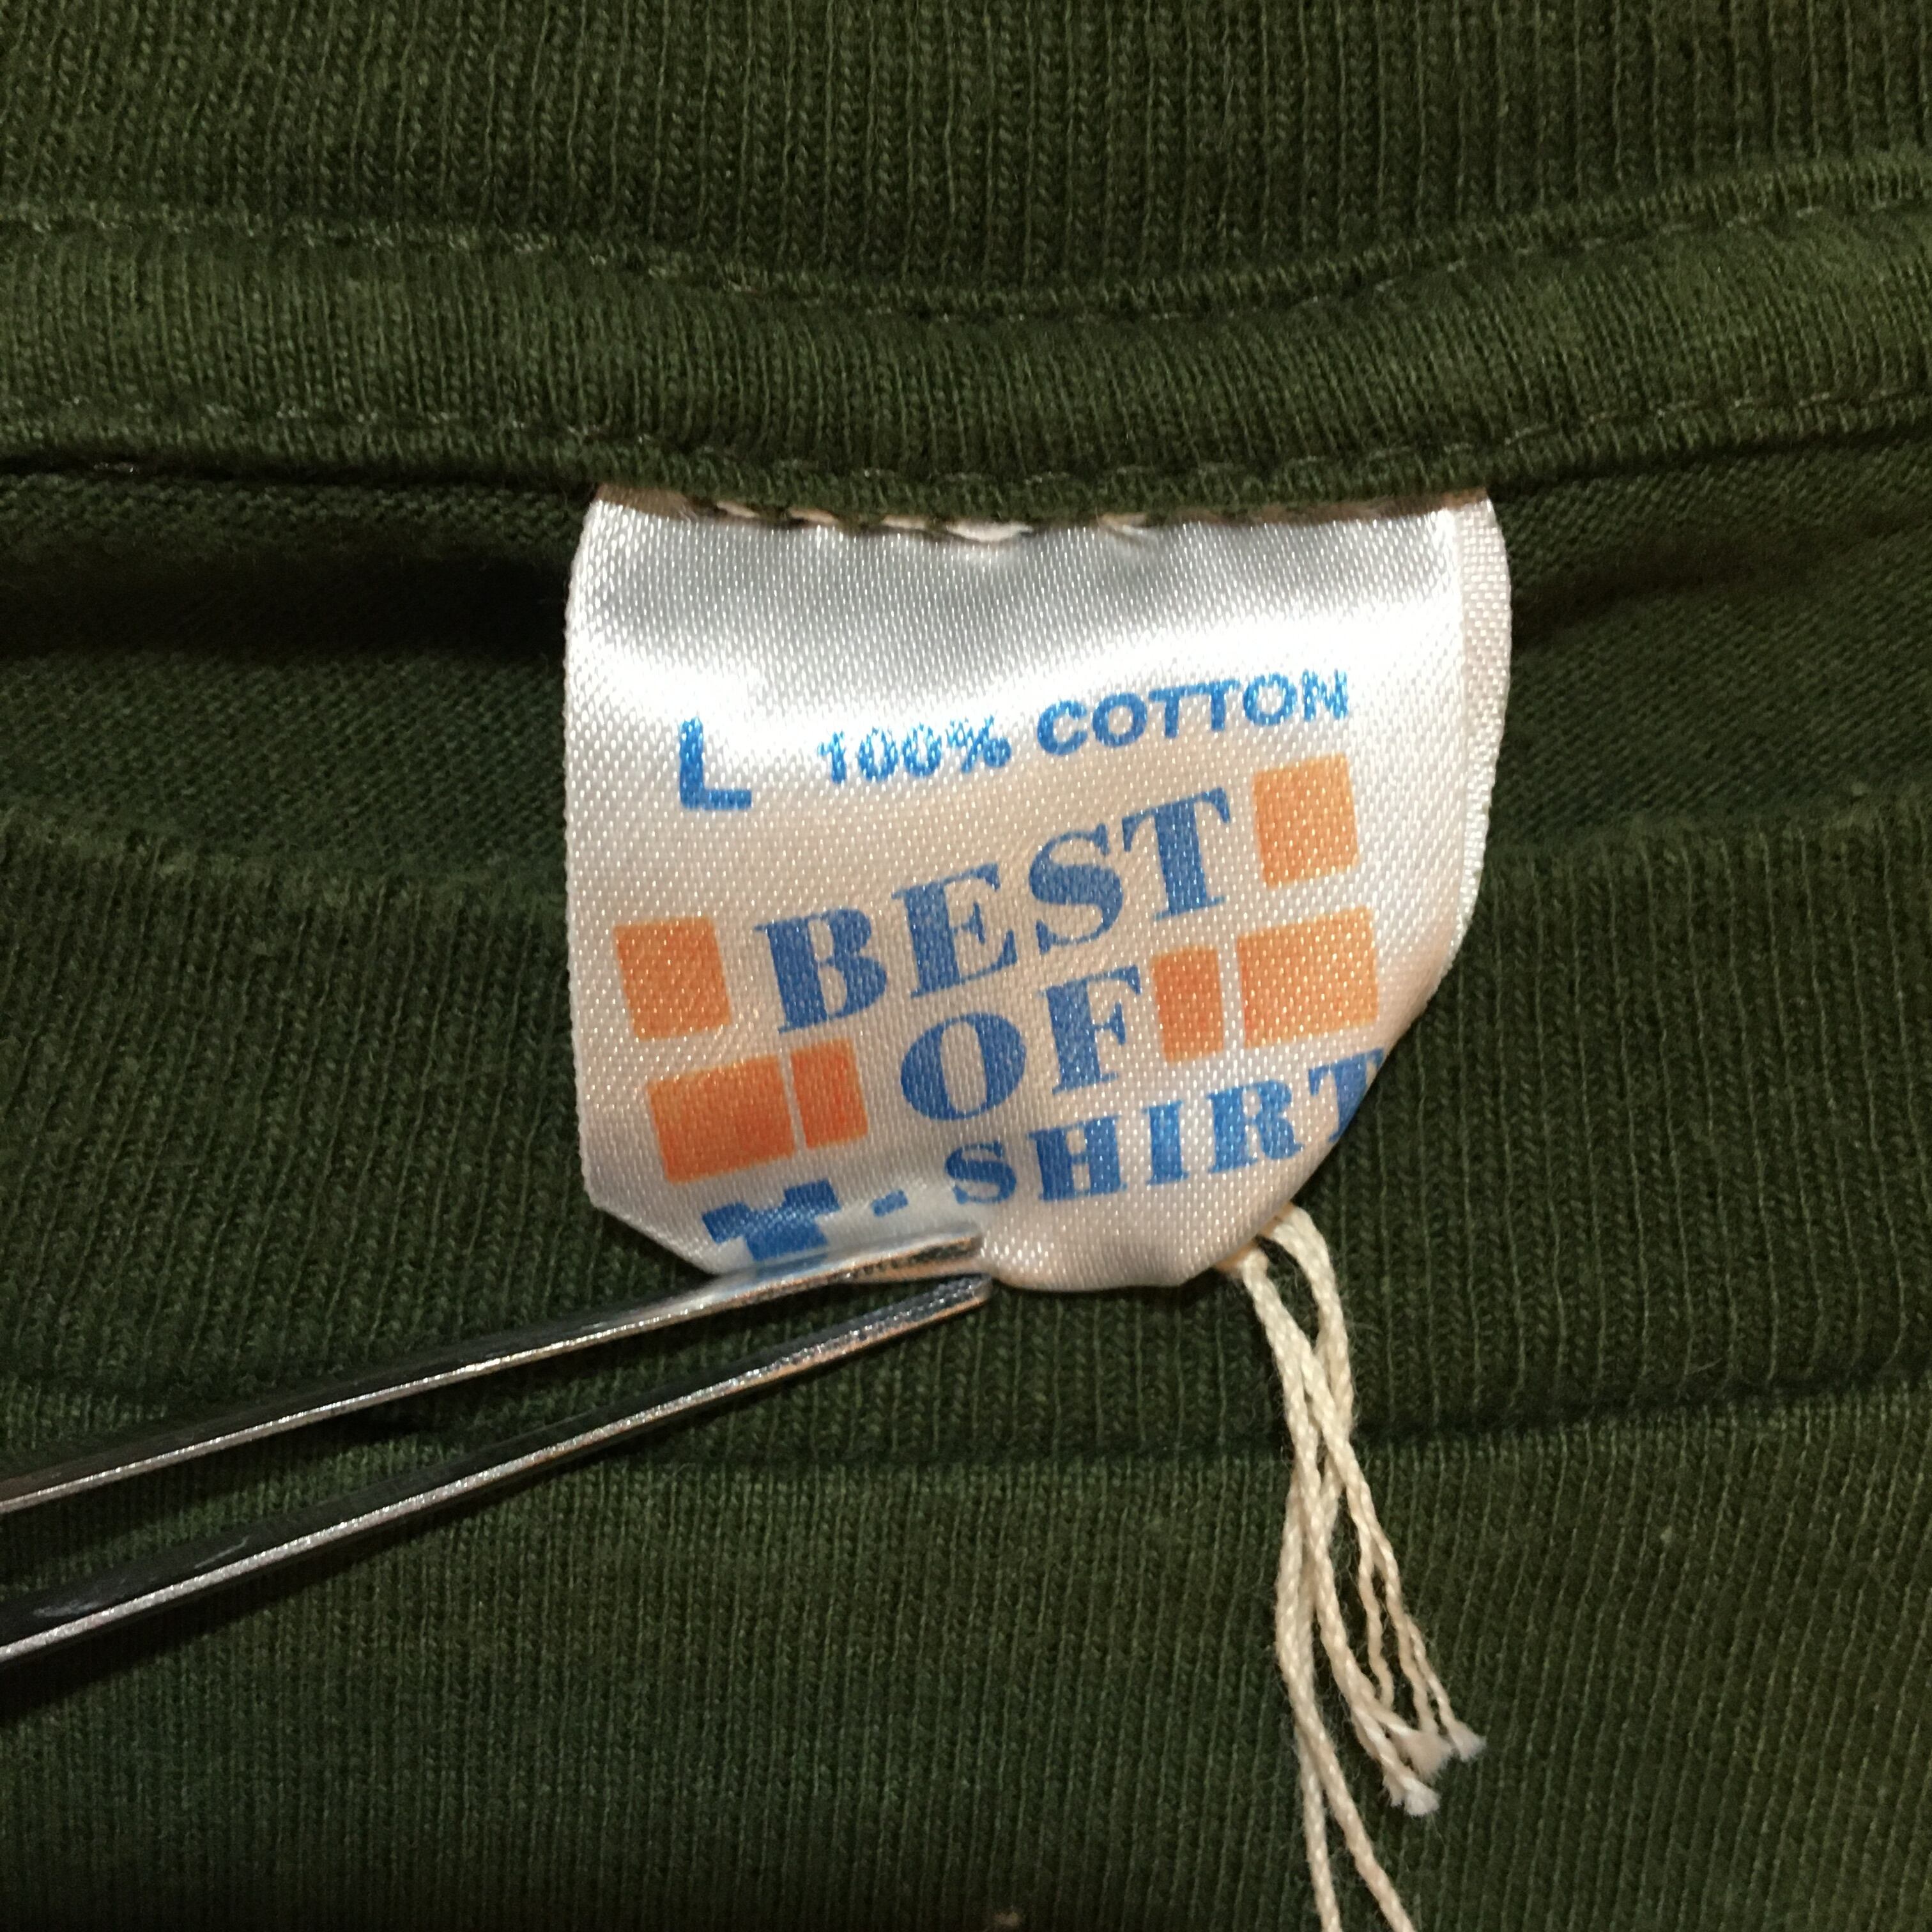 L 100% COTTON
BEST
OF
T-SHIRT